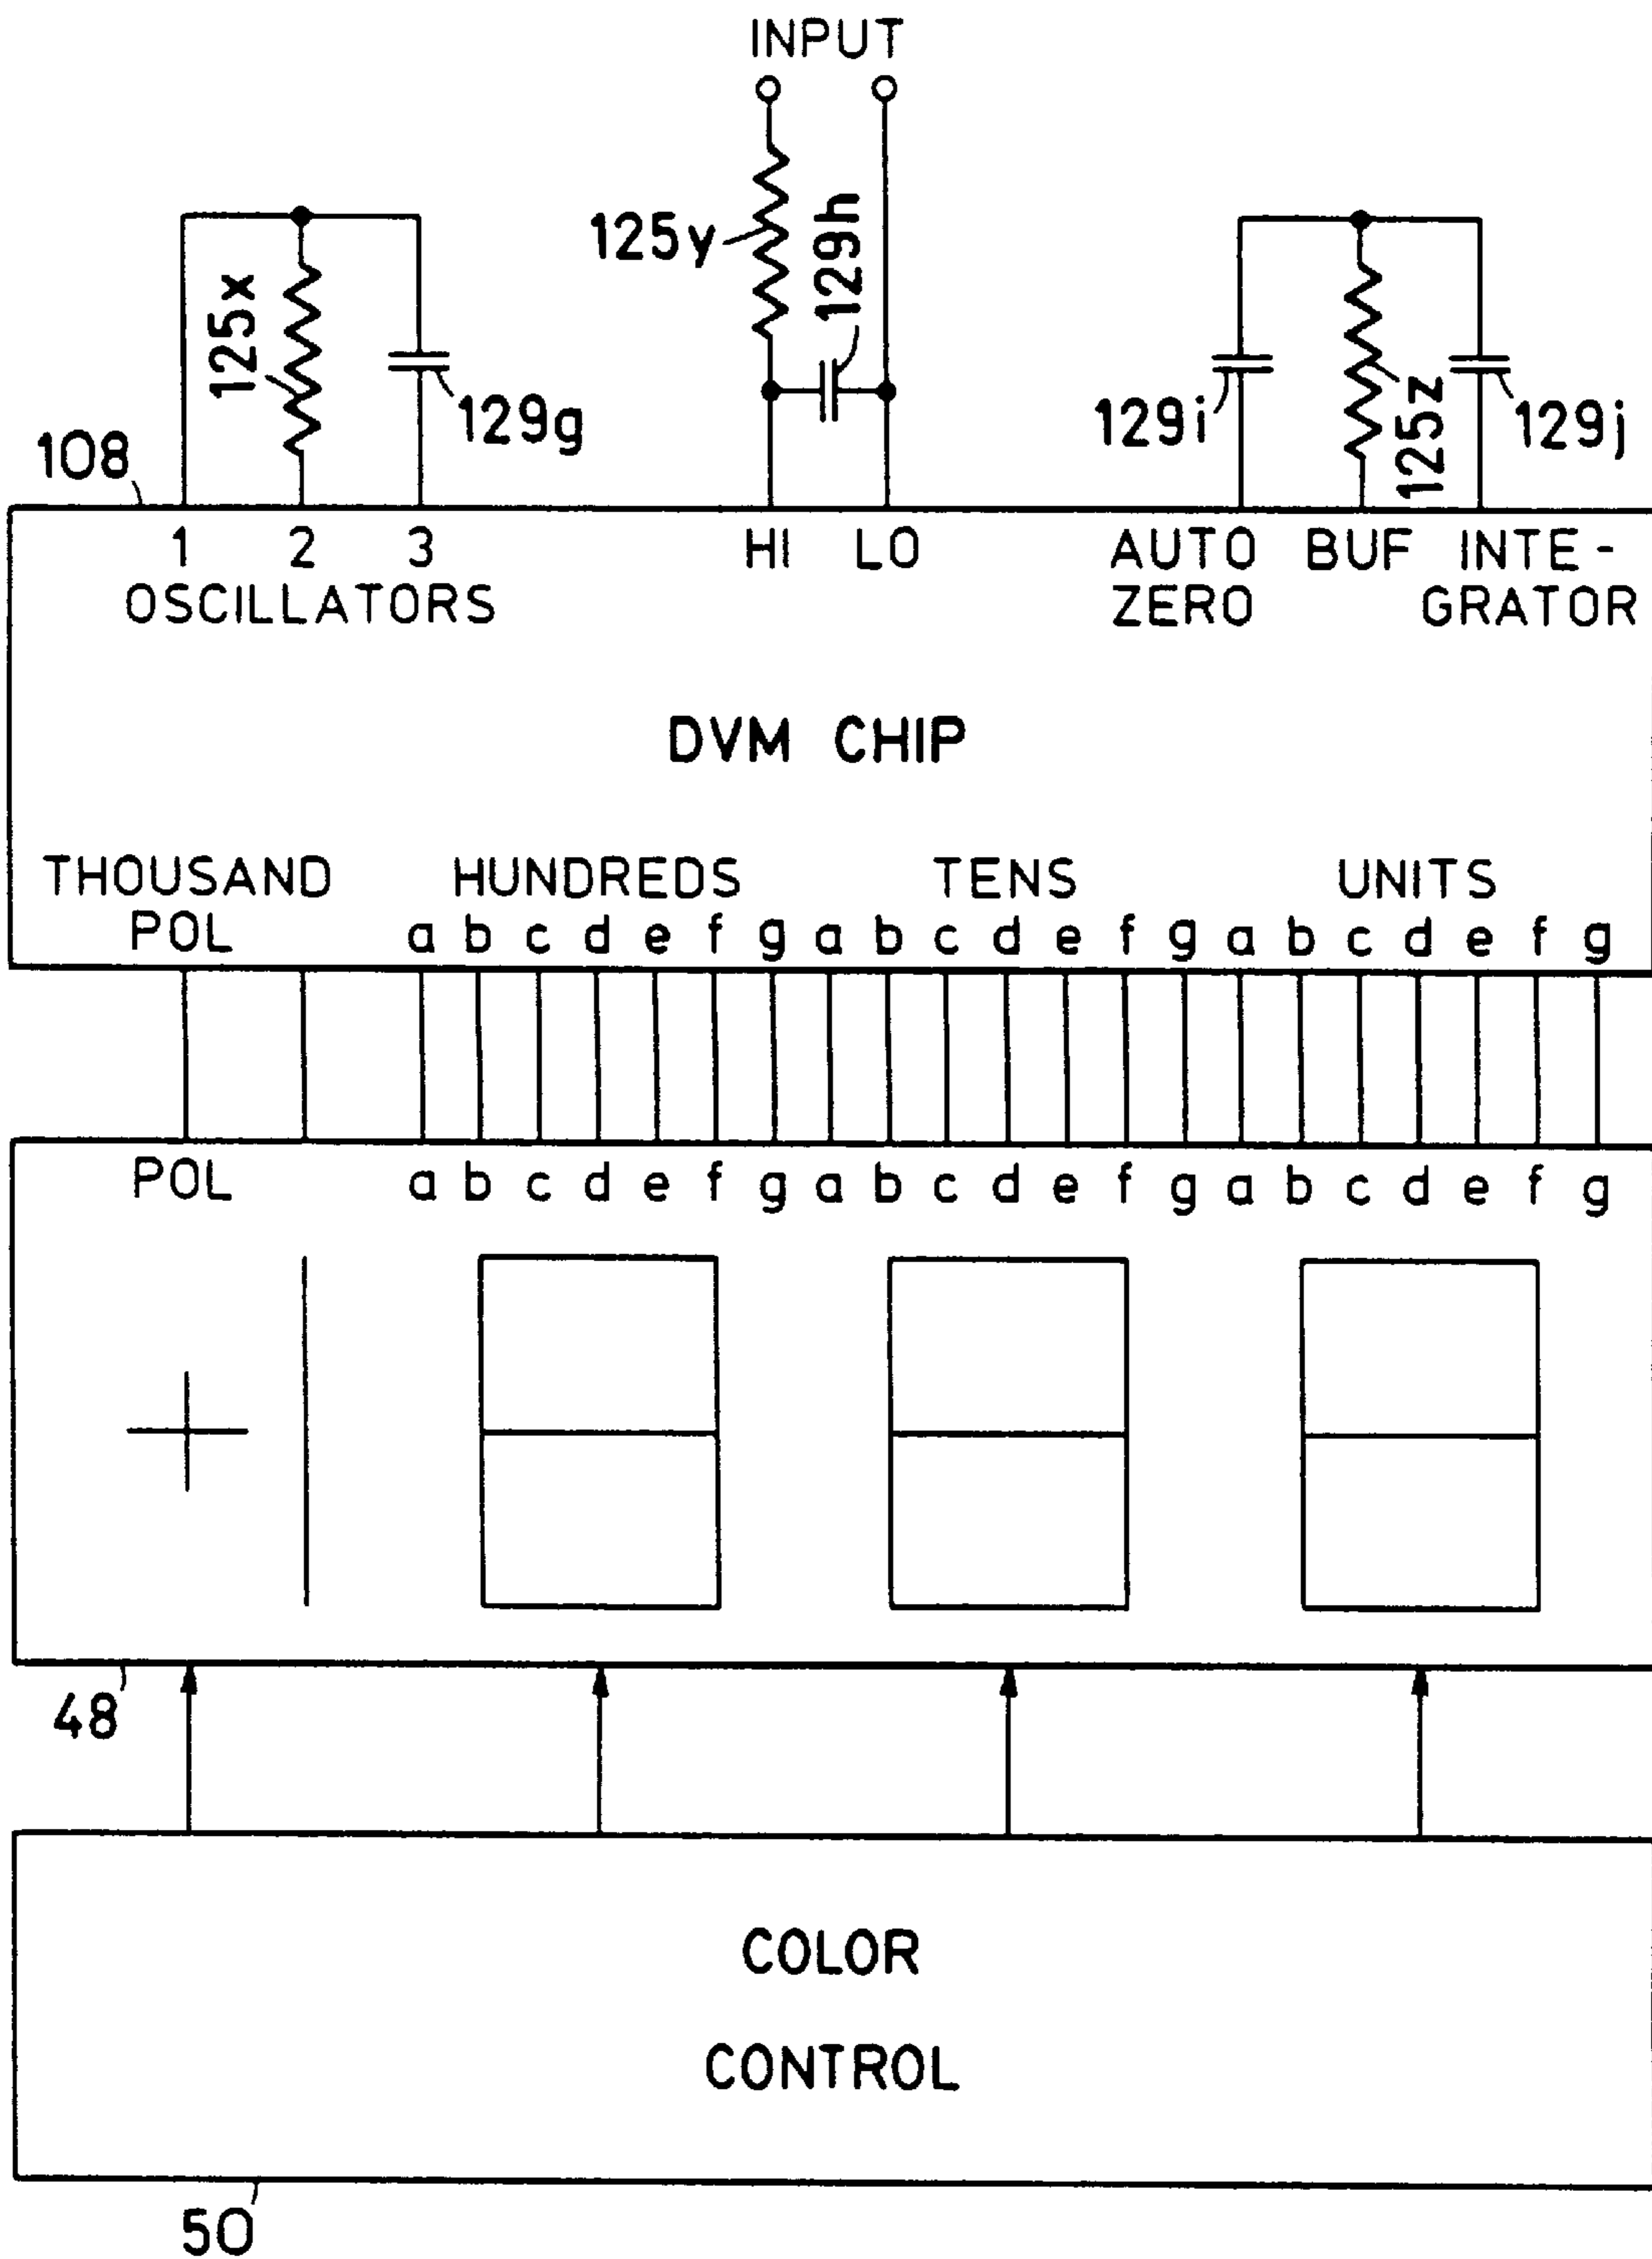 INPUT
125x
129g
125y
129h
129i
125z
129j
108
1 2 3 HI LO AUTO BUF INTE-
OSCILLATORS ZERO GRATOR
DVM CHIP
THOUSAND HUNDREDS TENS UNITS
POL a b c d e f g a b c d e f g a b c d e f g
POL a b c d e f g a b c d e f g a b c d e f g
48
COLOR
CONTROL
50